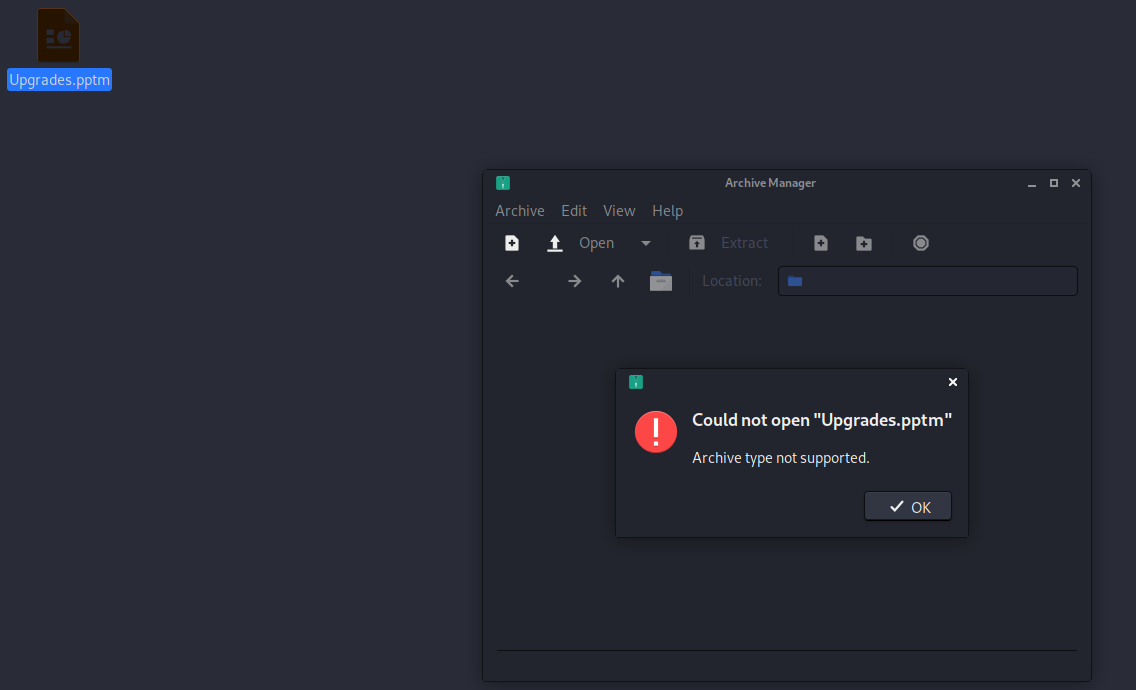 Upgrades.pptm
Archive Manager
Archive Edit View Help
Open Extract
Location:
Could not open "Upgrades.pptm"
Archive type not supported.
OK